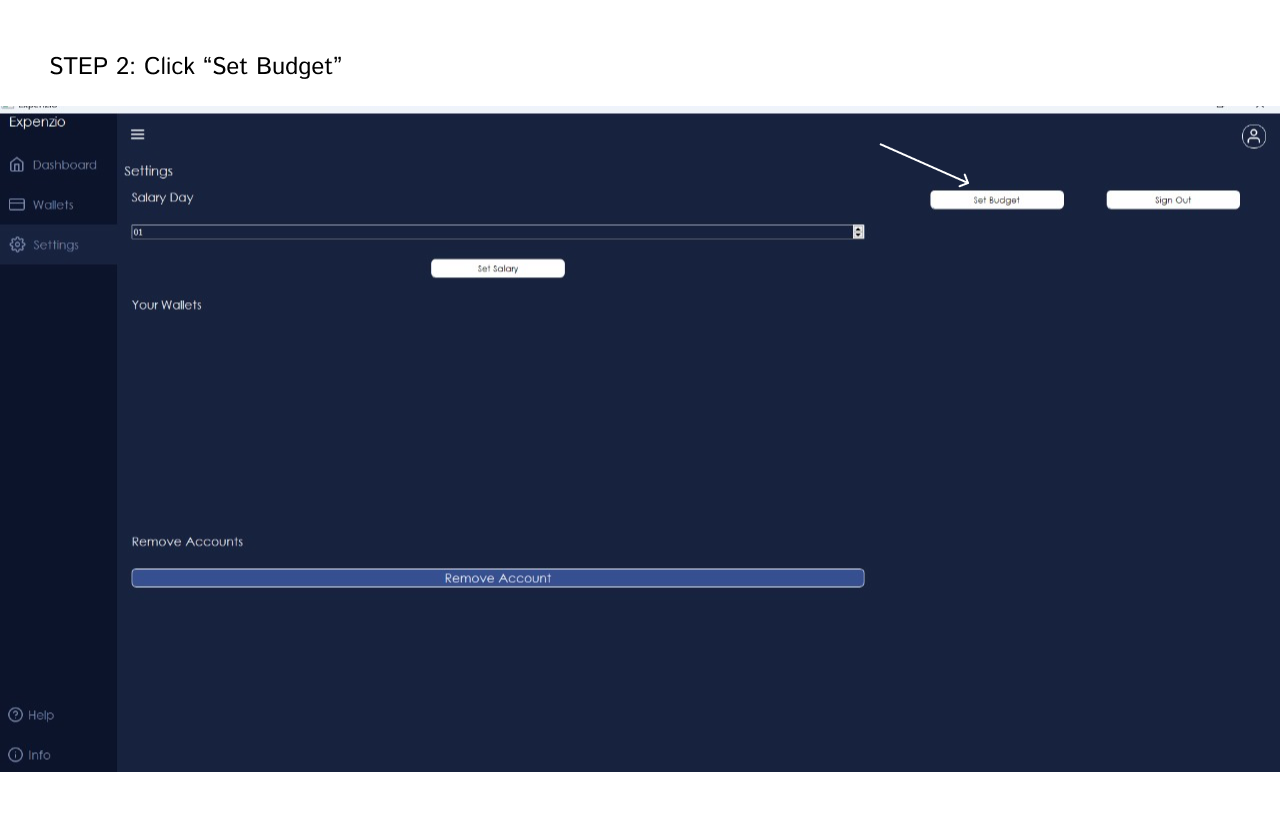 STEP 2: Click “Set Budget”
Expenzio
Expenzio
Dashboard
Wallets
Settings
Settings
Salary Day
Set Budget
Sign Out
01
Set Salary
Your Wallets
Remove Accounts
Remove Account
Help
Info